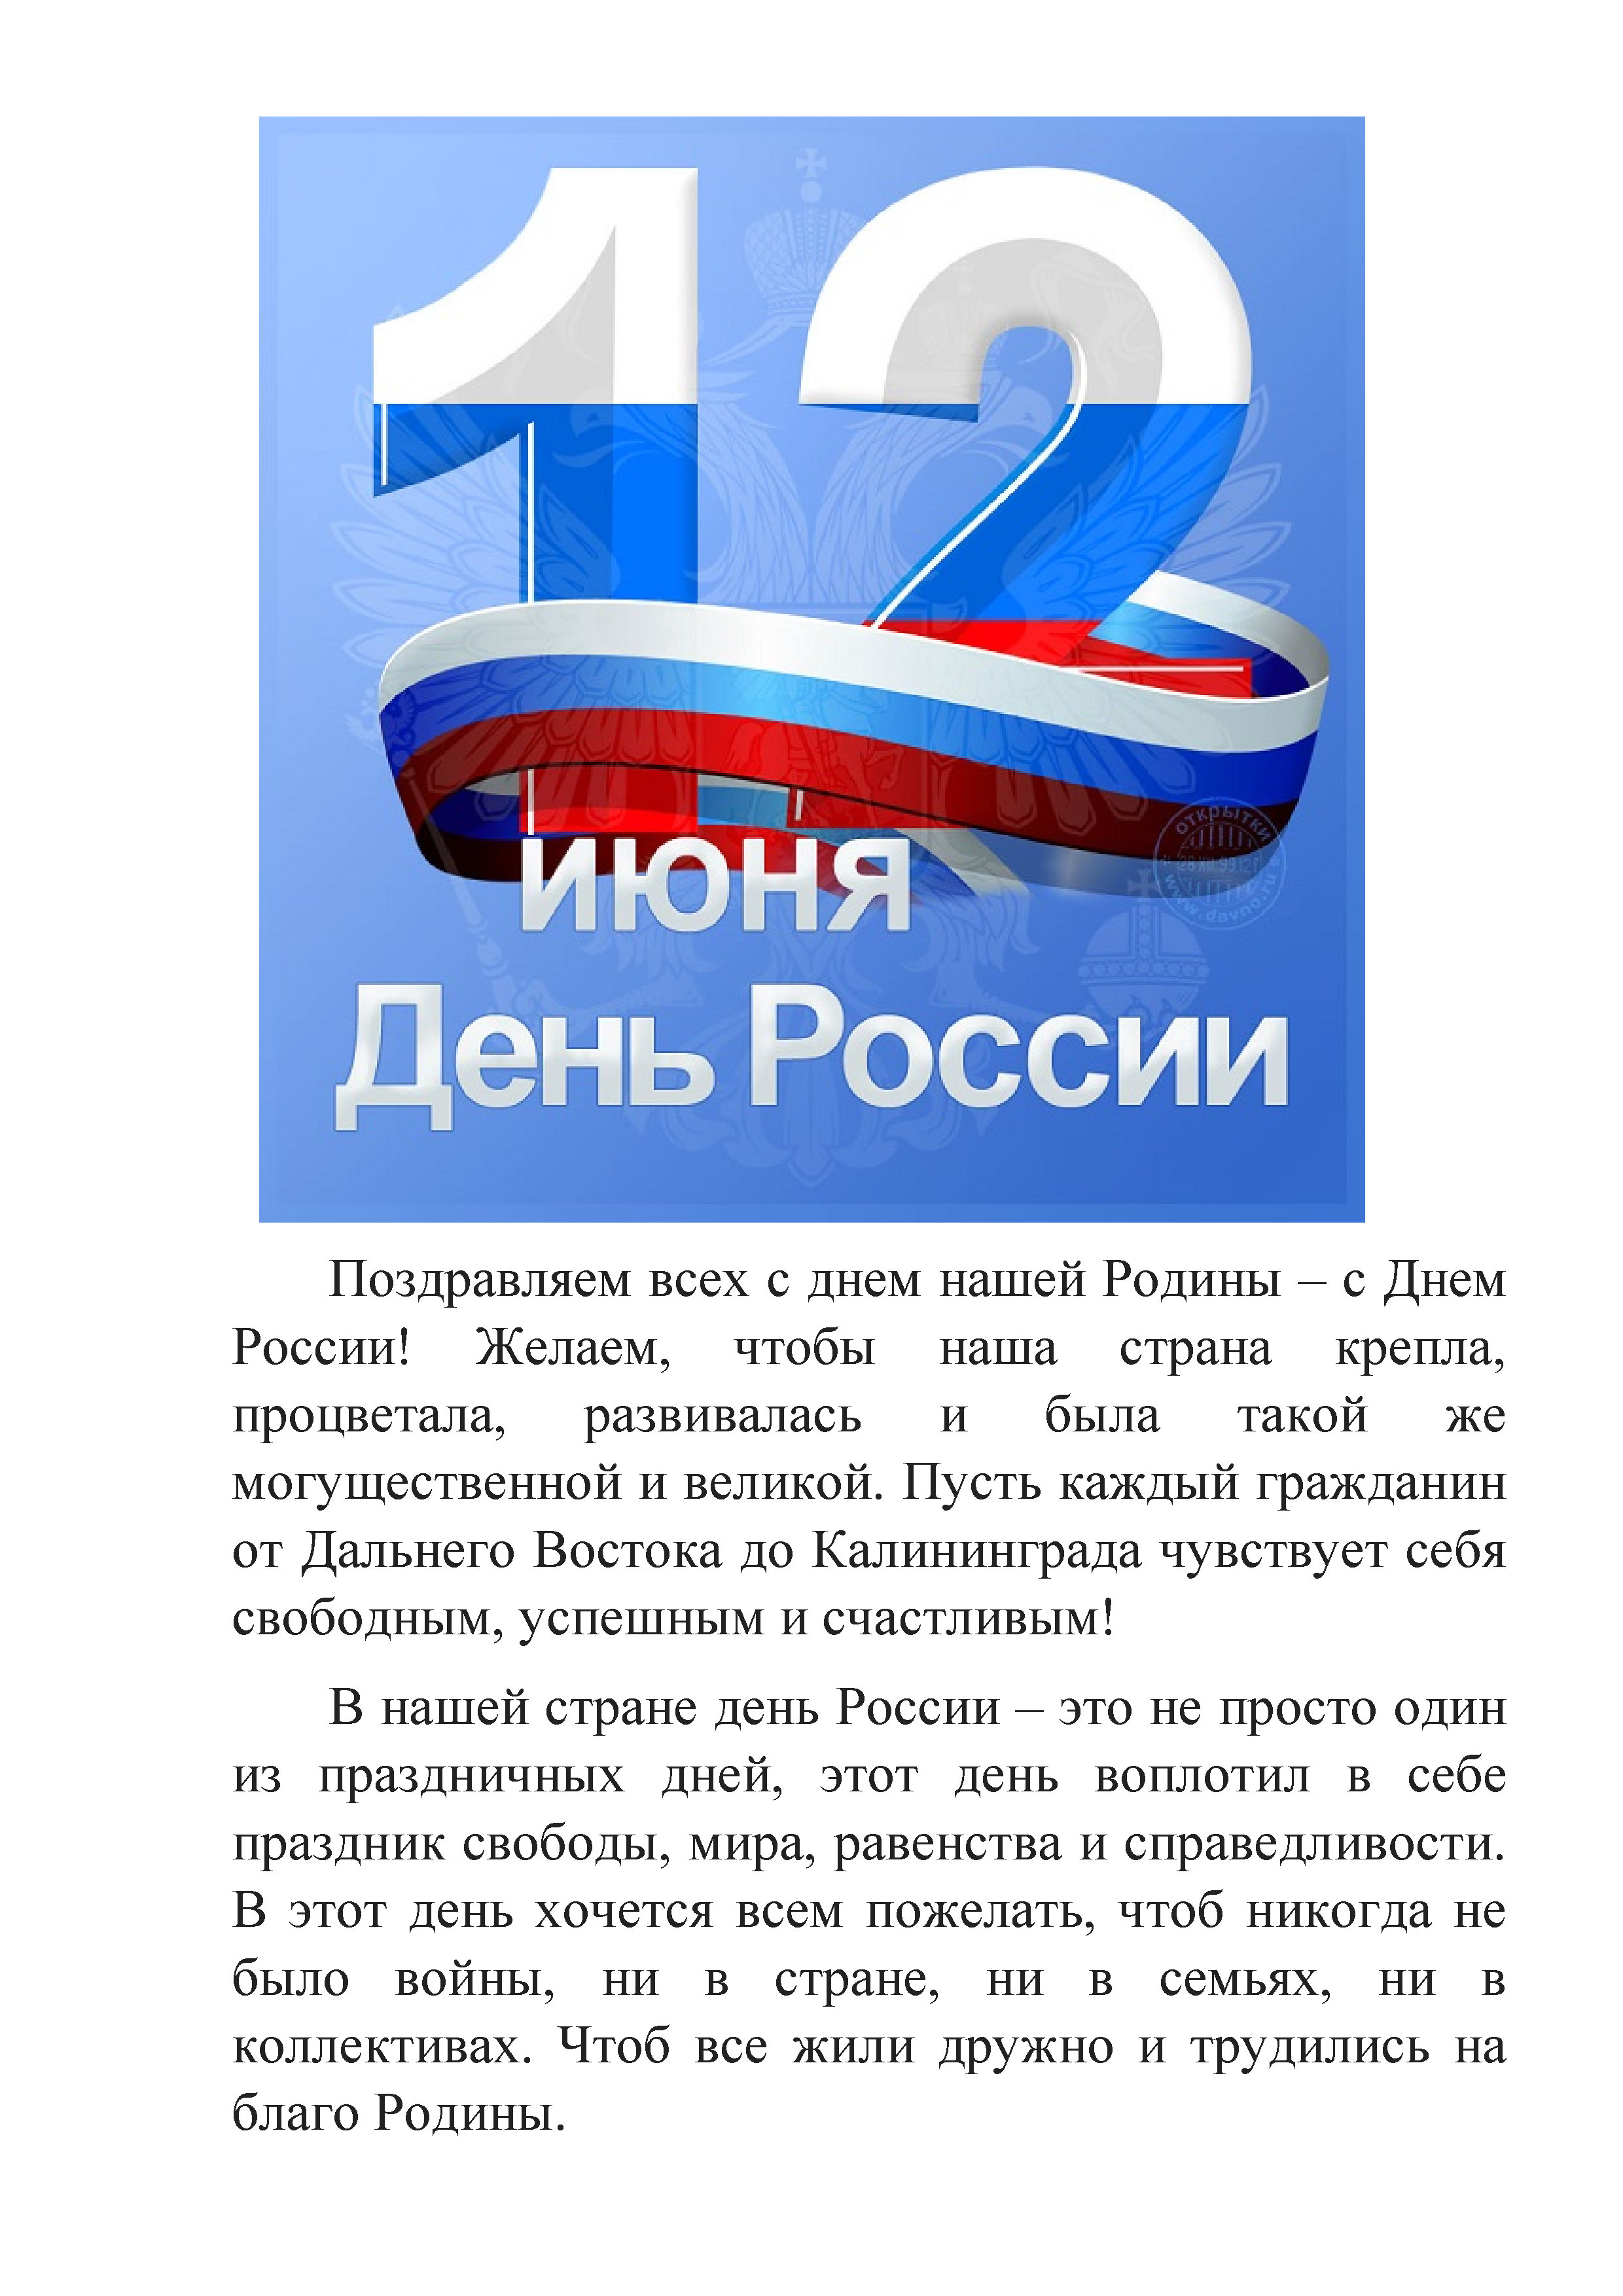 12
июня
День России
открытки
www.davno.ru
Поздравляем всех с днем нашей Родины – с Днем
России! Желаем, чтобы наша страна крепла,
процветала, развивалась и была такой же
могущественной и великой. Пусть каждый гражданин
от Дальнего Востока до Калининграда чувствует себя
свободным, успешным и счастливым!
В нашей стране день России – это не просто один
из праздничных дней, этот день воплотил в себе
праздник свободы, мира, равенства и справедливости.
В этот день хочется всем пожелать, чтоб никогда не
было войны, ни в стране, ни в семьях, ни в
коллективах. Чтоб все жили дружно и трудились на
благо Родины.